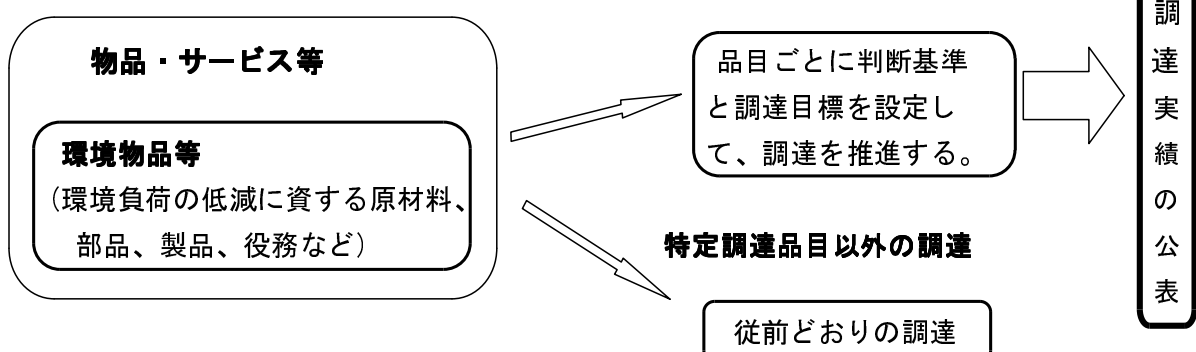 物品・サービス等
環境物品等
(環境負荷の低減に資する原材料、
部品、製品、役務など)
品目ごとに判断基準
と調達目標を設定し
て、調達を推進する。
特定調達品目以外の調達
従前どおりの調達
調達実績の公表